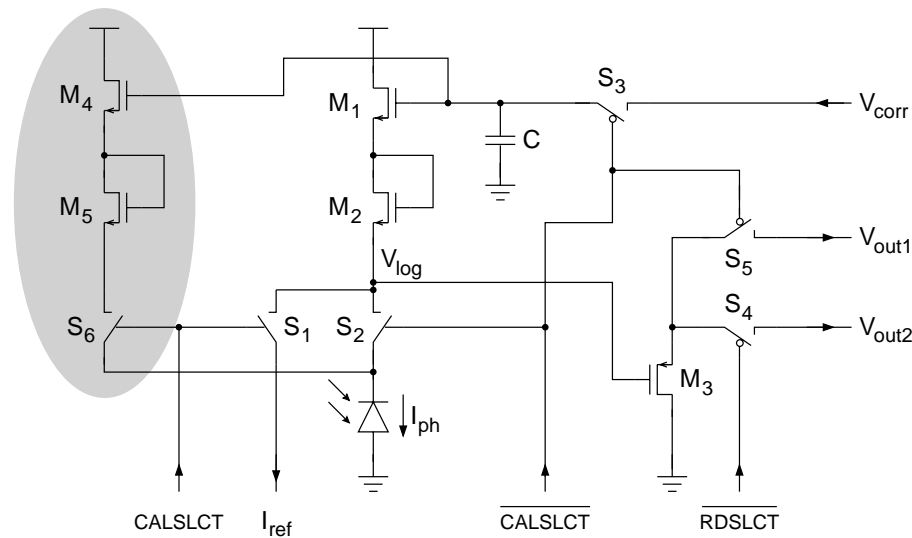 M4
M1
S3
Vcorr
C
M5
M2
Vlog
S5
Vout1
S6
S1
S2
S4
Vout2
M3
Iph
CALSLCT
Iref
CALSLCT
RDSLCT